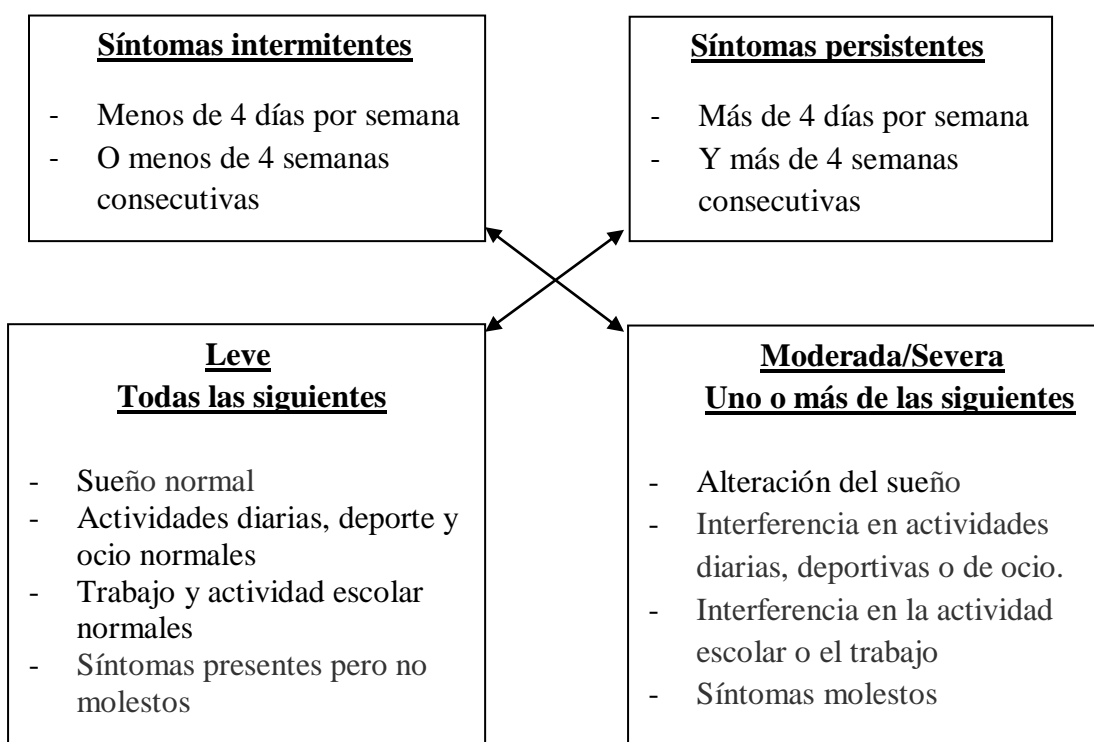 Síntomas intermitentes
- Menos de 4 días por semana
- O menos de 4 semanas
consecutivas
Síntomas persistentes
- Más de 4 días por semana
- Y más de 4 semanas
consecutivas
Leve
Todas las siguientes
- Sueño normal
- Actividades diarias, deporte y
ocio normales
- Trabajo y actividad escolar
normales
- Síntomas presentes pero no
molestos
Moderada/Severa
Uno o más de las siguientes
- Alteración del sueño
- Interferencia en actividades
diarias, deportivas o de ocio.
- Interferencia en la actividad
escolar o el trabajo
- Síntomas molestos